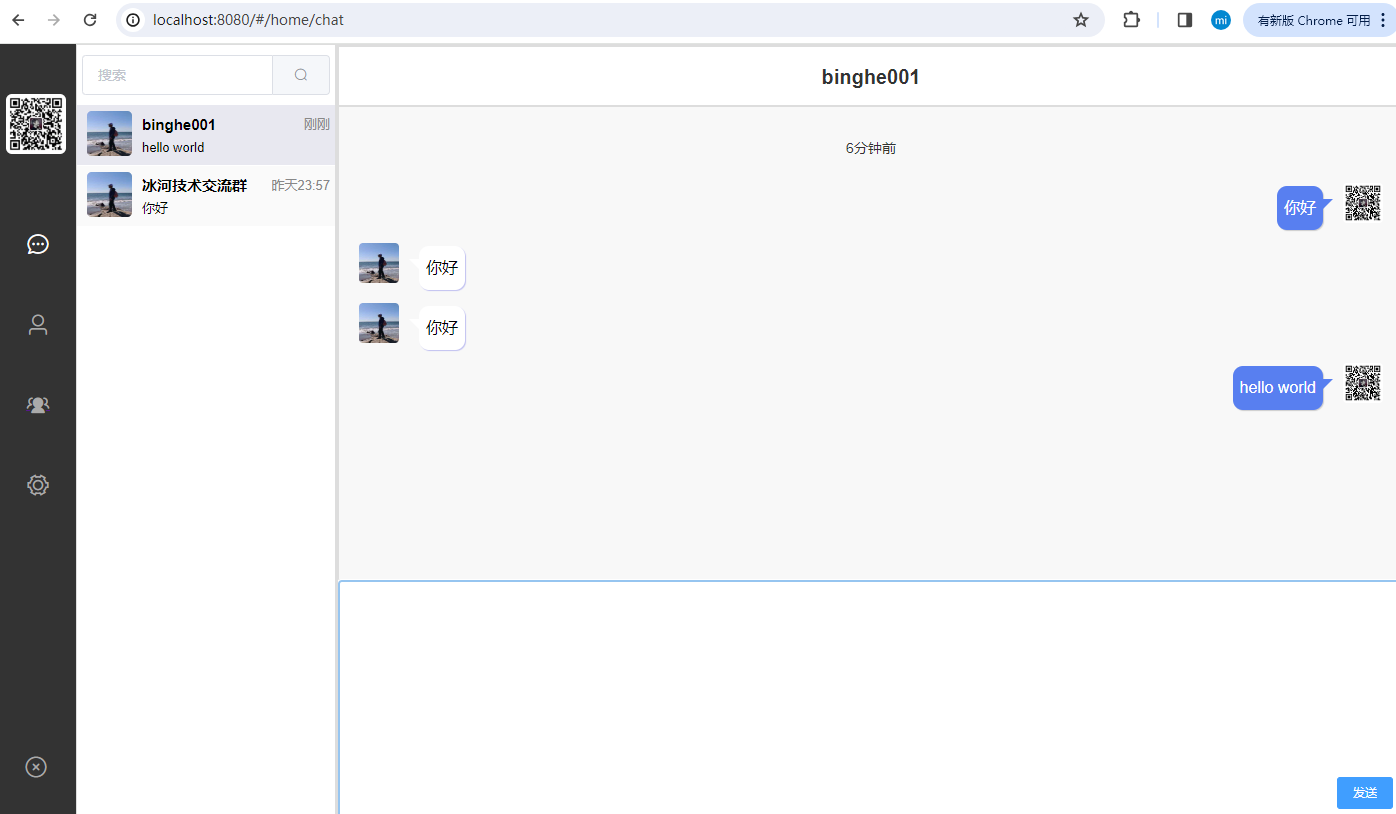 localhost:8080/#/home/chat
mi
有新版 Chrome 可用
搜索
binghe001
刚刚
hello world
冰河技术交流群
昨天23:57
你好
binghe001
6分钟前
你好
你好
你好
hello world
发送